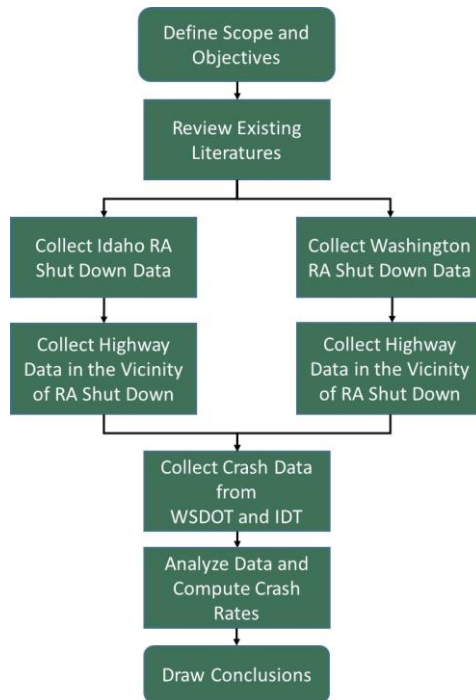 Define Scope and
Objectives
Review Existing
Literatures
Collect Idaho RA
Shut Down Data
Collect Washington
RA Shut Down Data
Collect Highway
Data in the Vicinity
of RA Shut Down
Collect Highway
Data in the Vicinity
of RA Shut Down
Collect Crash Data
from
WSDOT and IDT
Analyze Data and
Compute Crash
Rates
Draw Conclusions